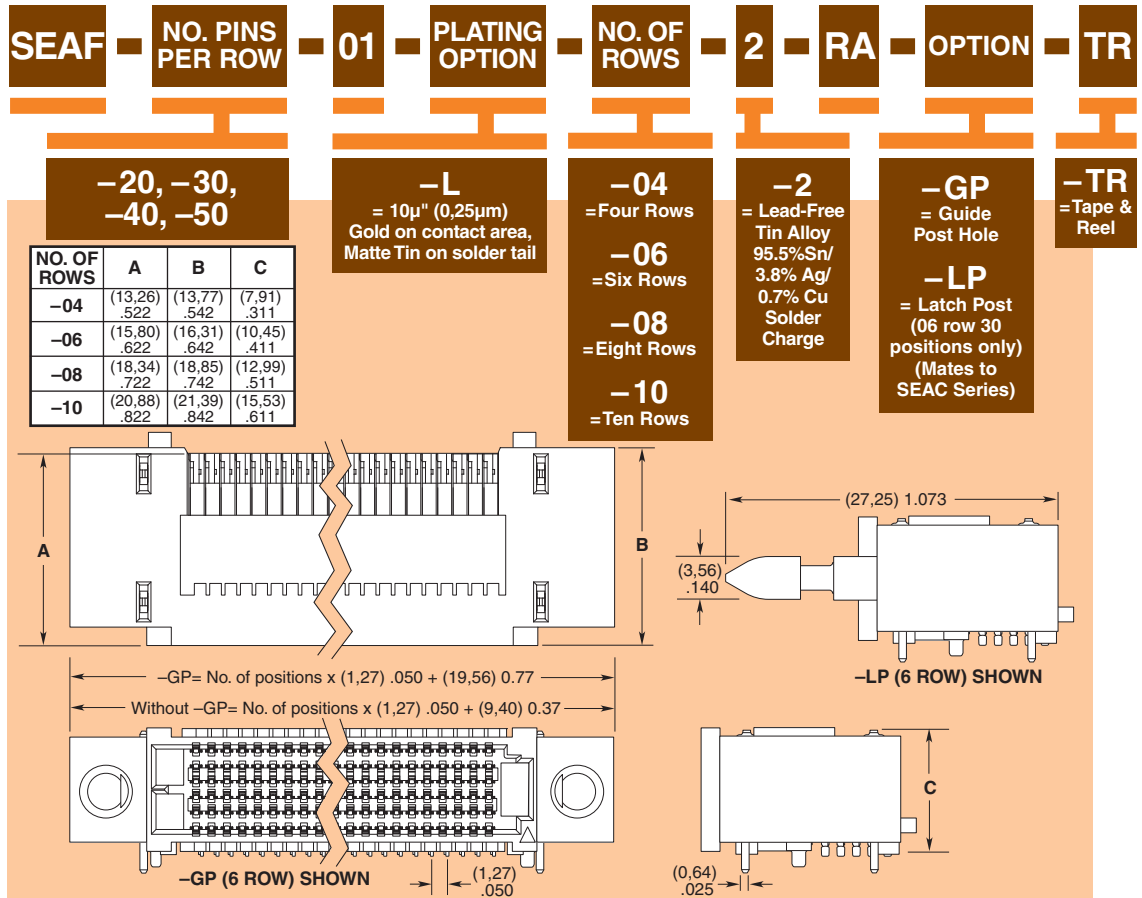 SEAF - NO. PINS PER ROW - 01 - PLATING OPTION - NO. OF ROWS - 2 - RA - OPTION - TR
–20, –30,
–40, –50
–L
= 10µ" (0,25µm)
Gold on contact area,
Matte Tin on solder tail
–04
=Four Rows
–06
=Six Rows
–08
=Eight Rows
–10
=Ten Rows
–2
= Lead-Free
Tin Alloy
95.5%Sn/
3.8% Ag/
0.7% Cu
Solder
Charge
–GP
= Guide
Post Hole
–LP
= Latch Post
(06 row 30
positions only)
(Mates to
SEAC Series)
–TR
=Tape &
Reel
NO. OF ROWS A B C
–04 (13,26) .522 (13,77) .542 (7,91) .311
–06 (15,80) .622 (16,31) .642 (10,45) .411
–08 (18,34) .722 (18,85) .742 (12,99) .511
–10 (20,88) .822 (21,39) .842 (15,53) .611
A
B
(27,25) 1.073
(3,56)
.140
–LP (6 ROW) SHOWN
–GP= No. of positions x (1,27) .050 + (19,56) 0.77
Without –GP= No. of positions x (1,27) .050 + (9,40) 0.37
C
–GP (6 ROW) SHOWN
(1,27)
.050
(0,64)
.025